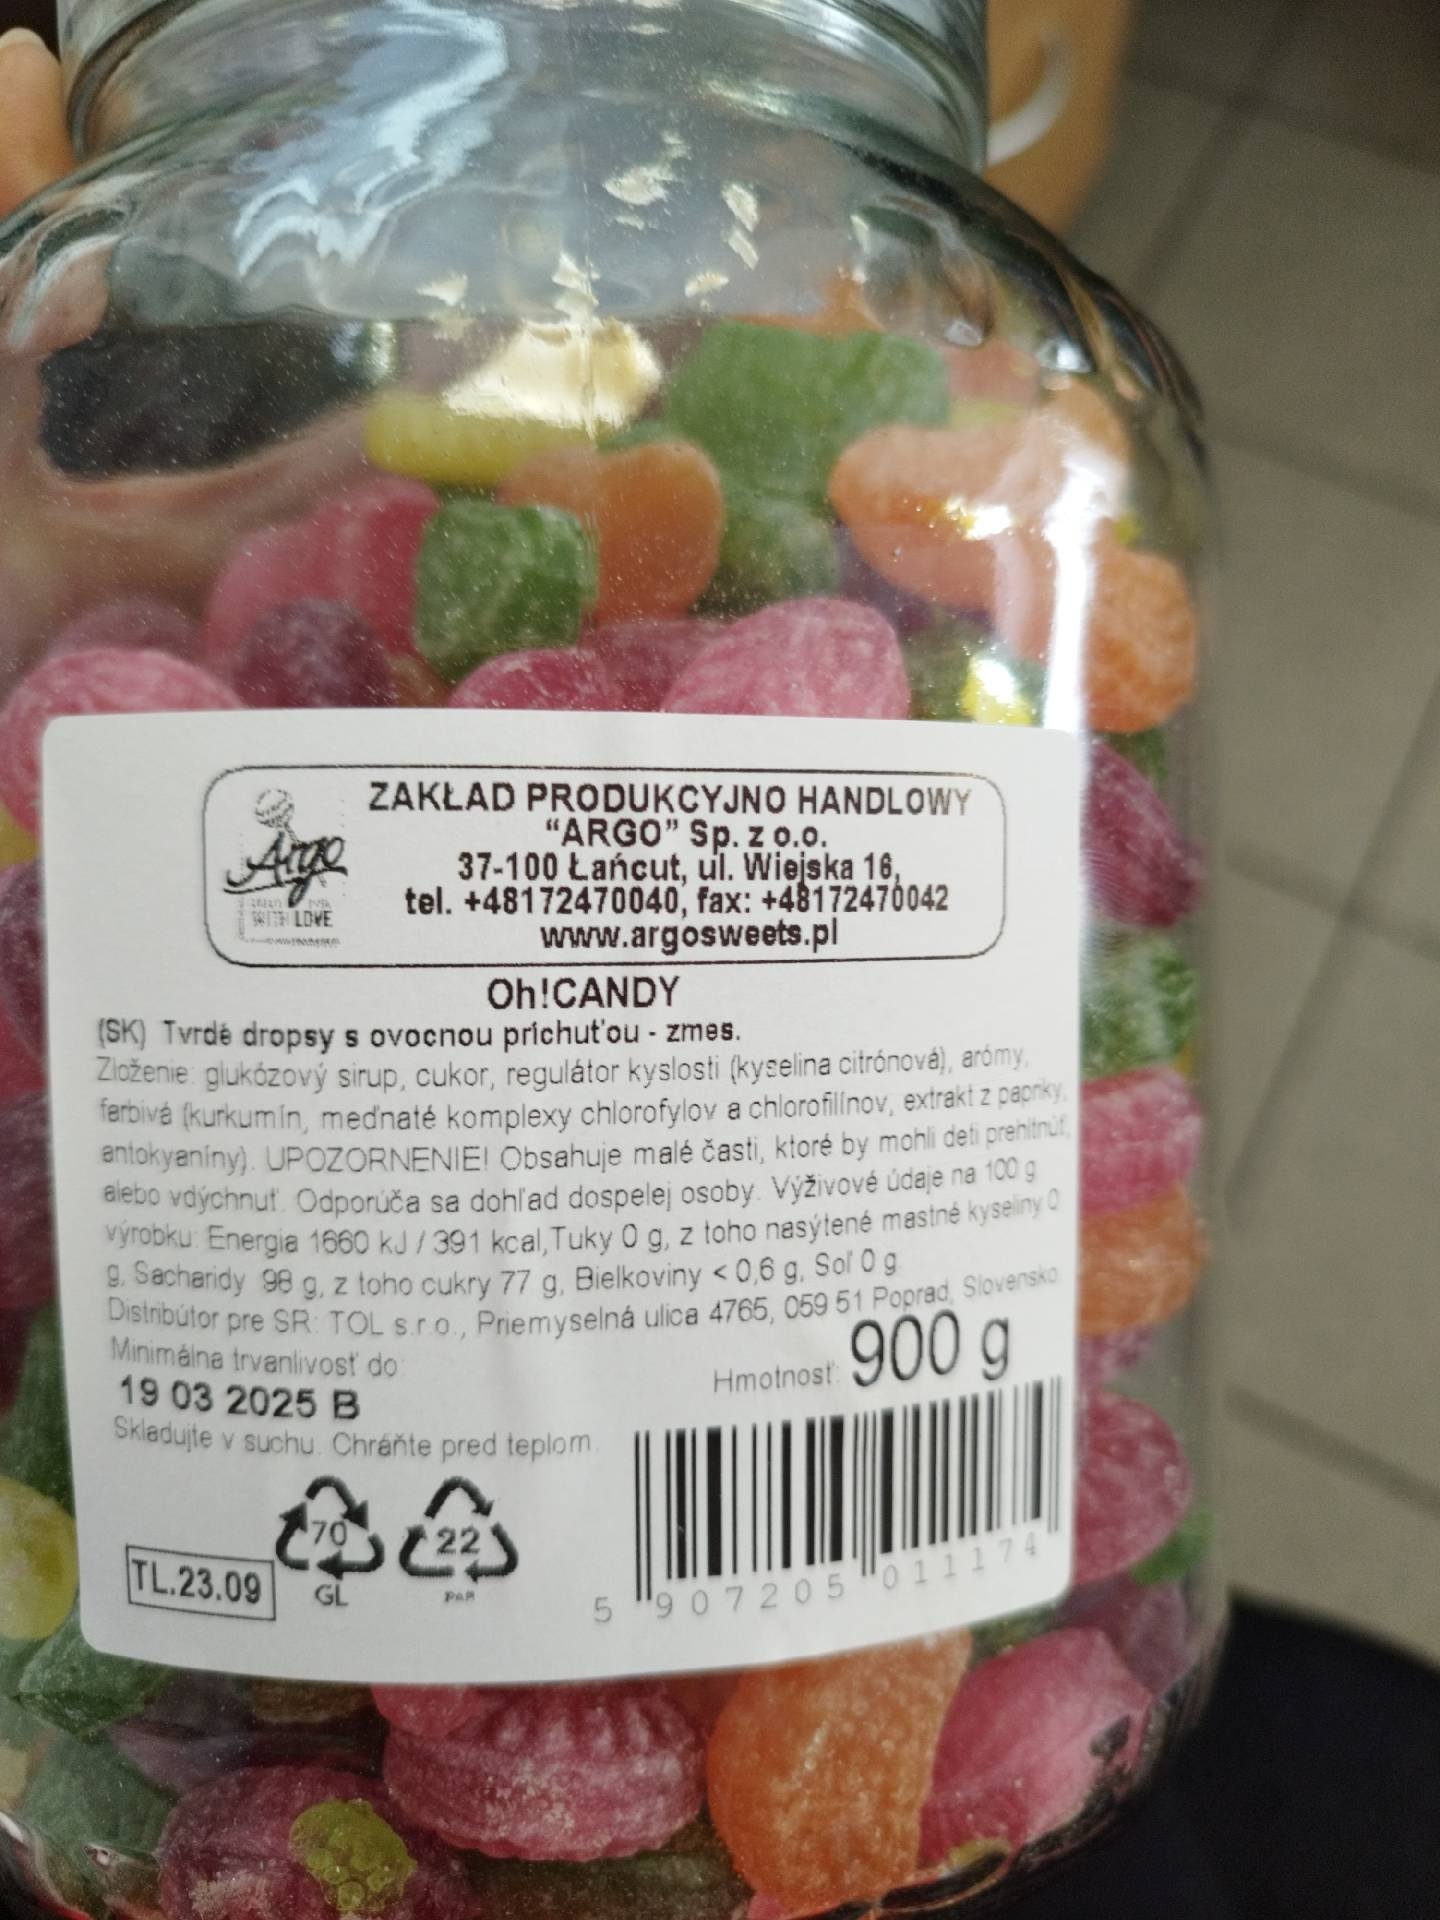 ZAKŁAD PRODUKCYJNO HANDLOWY
"ARGO" Sp. z o.o.
37-100 Łańcut, ul. Wiejska 16,
tel. +48172470040, fax: +48172470042
www.argosweets.pl
Argo
WITH LOVE
Oh!CANDY
(SK) Tvrdé dropsy s ovocnou príchuťou - zmes.
Zloženie: glukózový sirup, cukor, regulátor kyslosti (kyselina citrónová), arómy,
farbivá (kurkumín, meďnaté komplexy chlorofylov a chlorofilínov, extrakt z papriky,
antokyaníny). UPOZORNENIE! Obsahuje malé časti, ktoré by mohli deti prehltnúť,
alebo vdýchnuť. Odporúča sa dohľad dospelej osoby. Výživové údaje na 100 g
výrobku: Energia 1660 kJ / 391 kcal, Tuky 0 g, z toho nasýtené mastné kyseliny 0
g, Sacharidy 98 g, z toho cukry 77 g, Bielkoviny < 0,6 g, Soľ 0 g.
Distribútor pre SR: TOL s.r.o., Priemyselná ulica 4765, 059 51 Poprad, Slovensko
Minimálna trvanlivosť do:
19 03 2025 B
Hmotnosť: 900 g
Skladujte v suchu. Chráňte pred teplom.
TL.23.09
70
GL
22
PAP
5 907205 011174